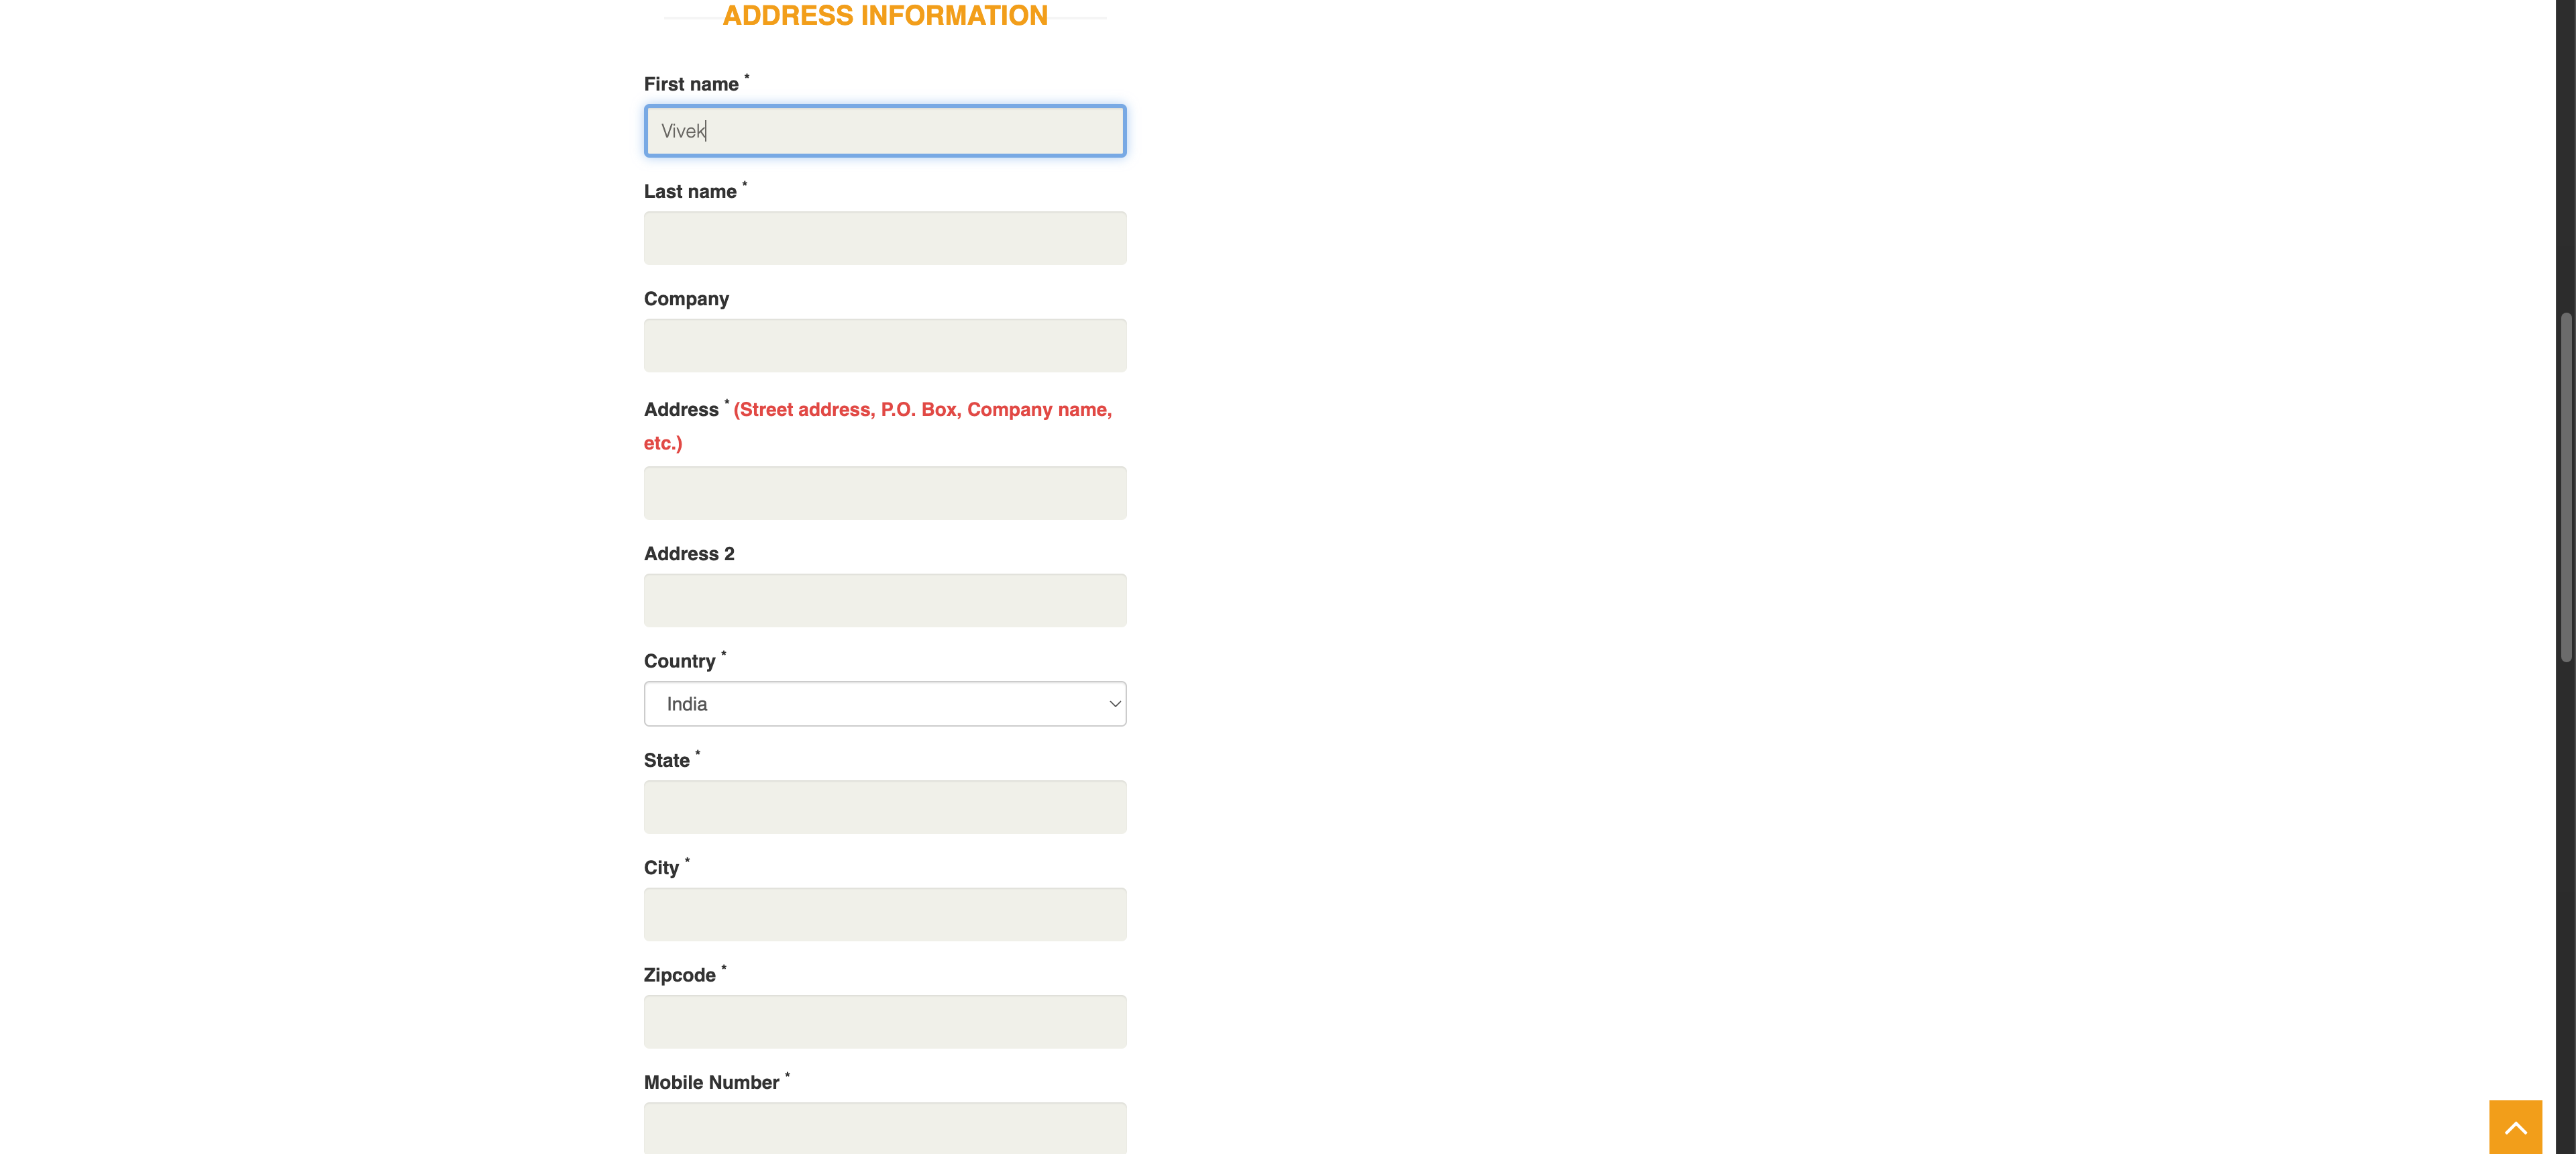 ADDRESS INFORMATION
First name *
Vivek
Last name *
Company
Address * (Street address, P.O. Box, Company name,
etc.)
Address 2
Country *
India
State *
City *
Zipcode *
Mobile Number *